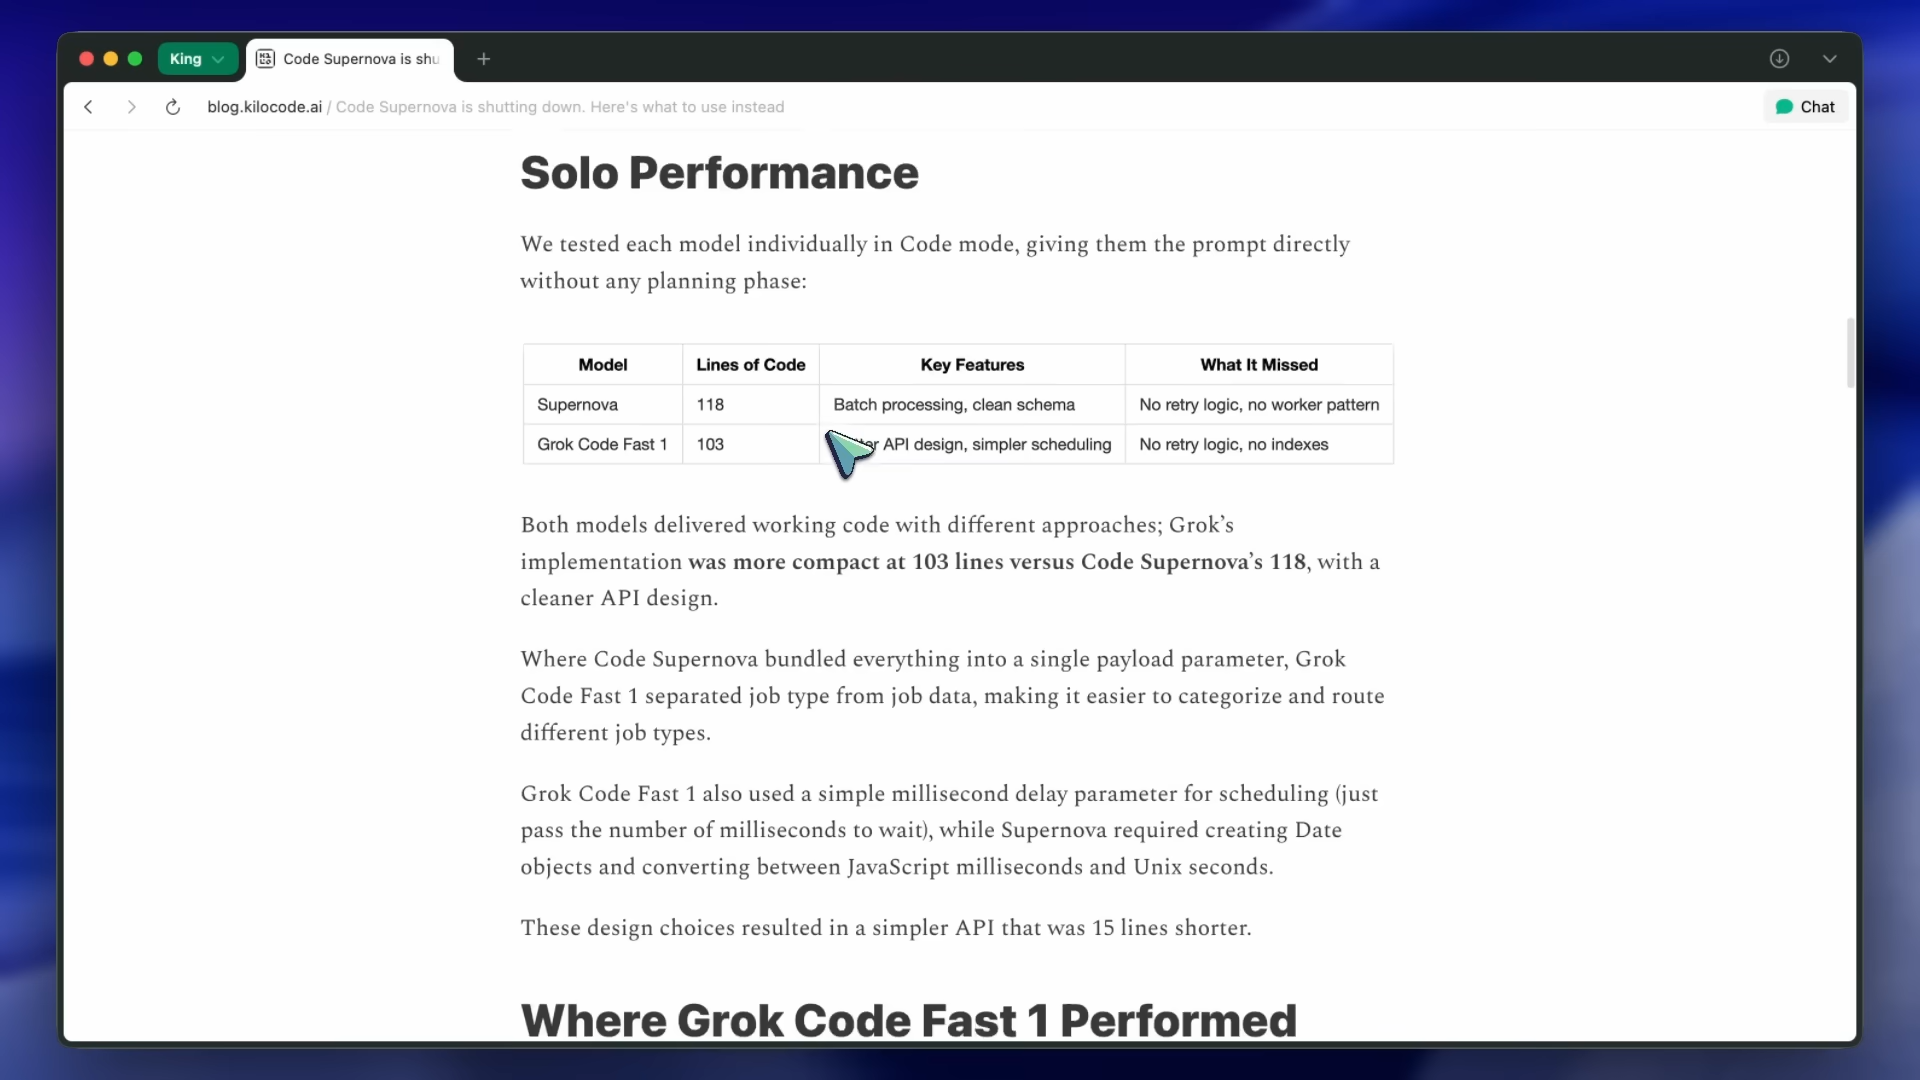 King
Code Supernova is shu
blog.kilocode.ai / Code Supernova is shutting down. Here's what to use instead
Chat
Solo Performance
We tested each model individually in Code mode, giving them the prompt directly
without any planning phase:
Model Lines of Code Key Features What It Missed
Supernova 118 Batch processing, clean schema No retry logic, no worker pattern
Grok Code Fast 1 103 API design, simpler scheduling No retry logic, no indexes
Both models delivered working code with different approaches; Grok’s
implementation was more compact at 103 lines versus Code Supernova’s 118, with a
cleaner API design.
Where Code Supernova bundled everything into a single payload parameter, Grok
Code Fast 1 separated job type from job data, making it easier to categorize and route
different job types.
Grok Code Fast 1 also used a simple millisecond delay parameter for scheduling (just
pass the number of milliseconds to wait), while Supernova required creating Date
objects and converting between JavaScript milliseconds and Unix seconds.
These design choices resulted in a simpler API that was 15 lines shorter.
Where Grok Code Fast 1 Performed